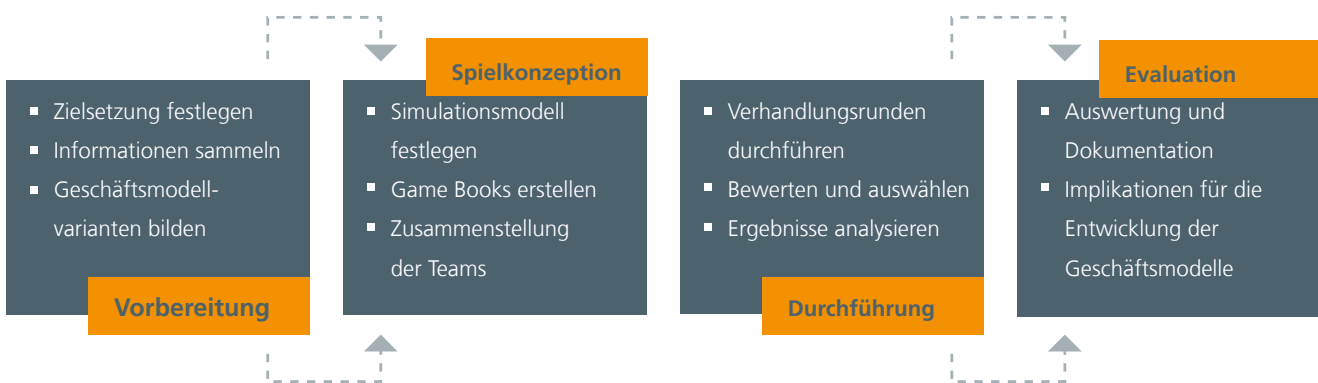 Vorbereitung
▪ Zielsetzung festlegen
▪ Informationen sammeln
▪ Geschäftsmodell-
varianten bilden
Spielkonzeption
▪ Simulationsmodell
festlegen
▪ Game Books erstellen
▪ Zusammenstellung
der Teams
Durchführung
▪ Verhandlungsrunden
durchführen
▪ Bewerten und auswählen
▪ Ergebnisse analysieren
Evaluation
▪ Auswertung und
Dokumentation
▪ Implikationen für die
Entwicklung der
Geschäftsmodelle